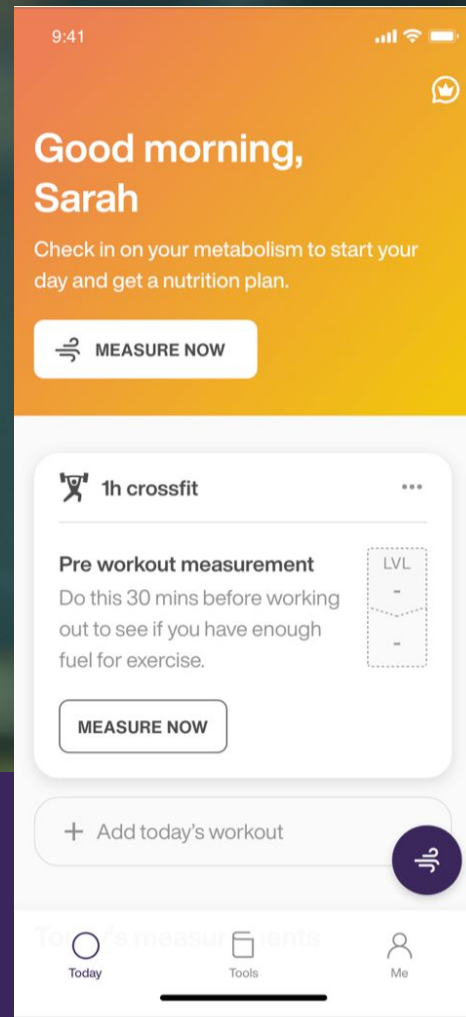 9:41
Good morning,
Sarah
Check in on your metabolism to start your
day and get a nutrition plan.
MEASURE NOW
1h crossfit
Pre workout measurement
LVL
Do this 30 mins before working
-
out to see if you have enough
-
fuel for exercise.
MEASURE NOW
+ Add today's workout
Today's measurements
Today
Tools
Me